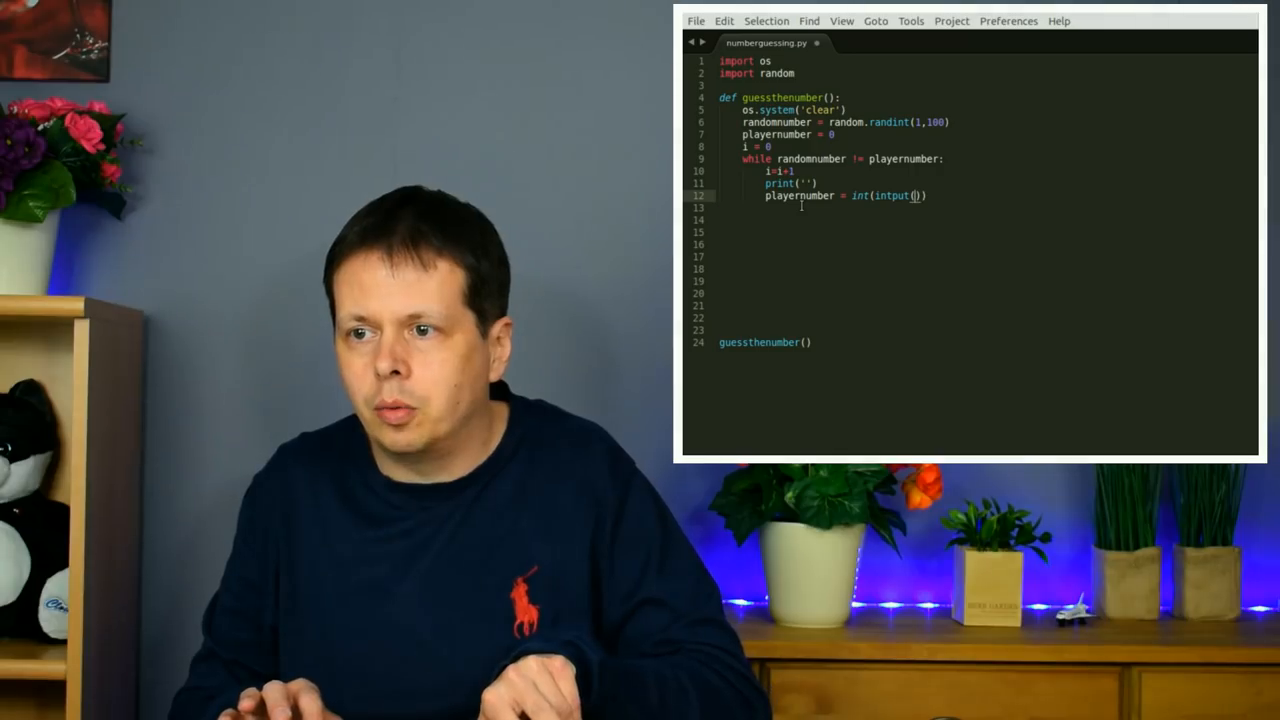 File Edit Selection Find View Goto Tools Project Preferences Help
numberguessing.py
1 import os
2 import random
3
4 def guessthenumber():
5 os.system('clear')
6 randomnumber = random.randint(1,100)
7 playernumber = 0
8 i = 0
9 while randomnumber != playernumber:
10 i=i+1
11 print('')
12 playernumber = int(intput())
13
14
15
16
17
18
19
20
21
22
23
24 guessthenumber()
HERB GARDEN